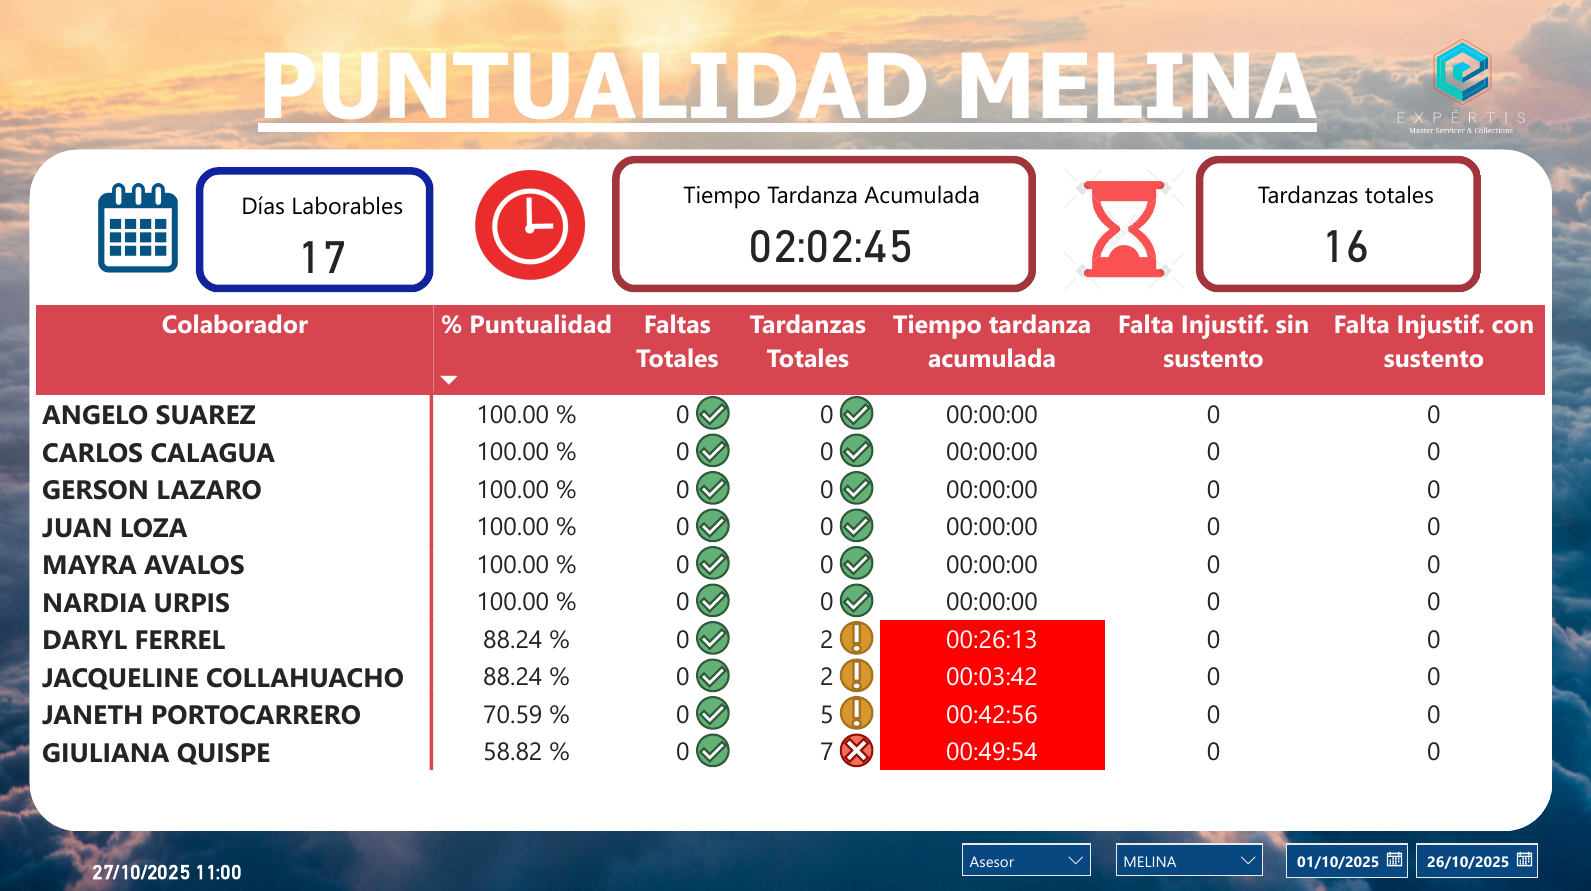 PUNTUALIDAD MELINA
EXPÉRTIS
Master Servicer & Collections
Días Laborables
17
Tiempo Tardanza Acumulada
02:02:45
Tardanzas totales
16
Colaborador % Puntualidad Faltas Totales Tardanzas Totales Tiempo tardanza acumulada Falta Injustif. sin sustento Falta Injustif. con sustento
ANGELO SUAREZ 100.00 % 0 0 00:00:00 0 0
CARLOS CALAGUA 100.00 % 0 0 00:00:00 0 0
GERSON LAZARO 100.00 % 0 0 00:00:00 0 0
JUAN LOZA 100.00 % 0 0 00:00:00 0 0
MAYRA AVALOS 100.00 % 0 0 00:00:00 0 0
NARDIA URPIS 100.00 % 0 0 00:00:00 0 0
DARYL FERREL 88.24 % 0 2 00:26:13 0 0
JACQUELINE COLLAHUACHO 88.24 % 0 2 00:03:42 0 0
JANETH PORTOCARRERO 70.59 % 0 5 00:42:56 0 0
GIULIANA QUISPE 58.82 % 0 7 00:49:54 0 0
27/10/2025 11:00
Asesor
MELINA
01/10/2025
26/10/2025